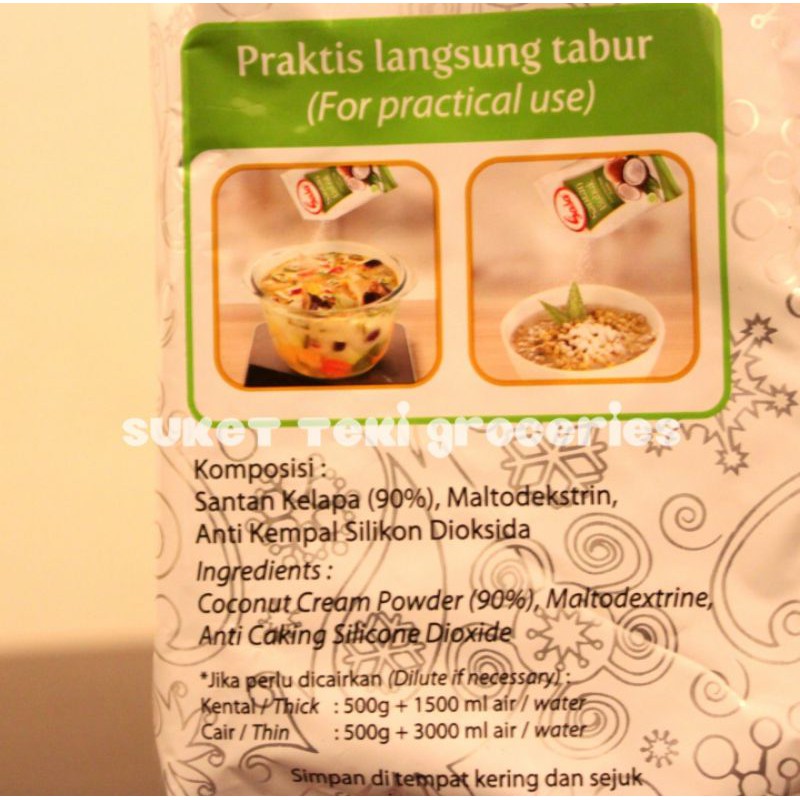 Praktis langsung tabur
(For practical use)
SUKET TEKI groceries
Komposisi :
Santan Kelapa (90%), Maltodekstrin,
Anti Kempal Silikon Dioksida
Ingredients :
Coconut Cream Powder (90%), Maltodextrine,
Anti Caking Silicone Dioxide
*Jika perlu dicairkan (Dilute if necessary) :
Kental / Thick : 500g + 1500 ml air / water
Cair / Thin : 500g + 3000 ml air / water
Simpan di tempat kering dan sejuk